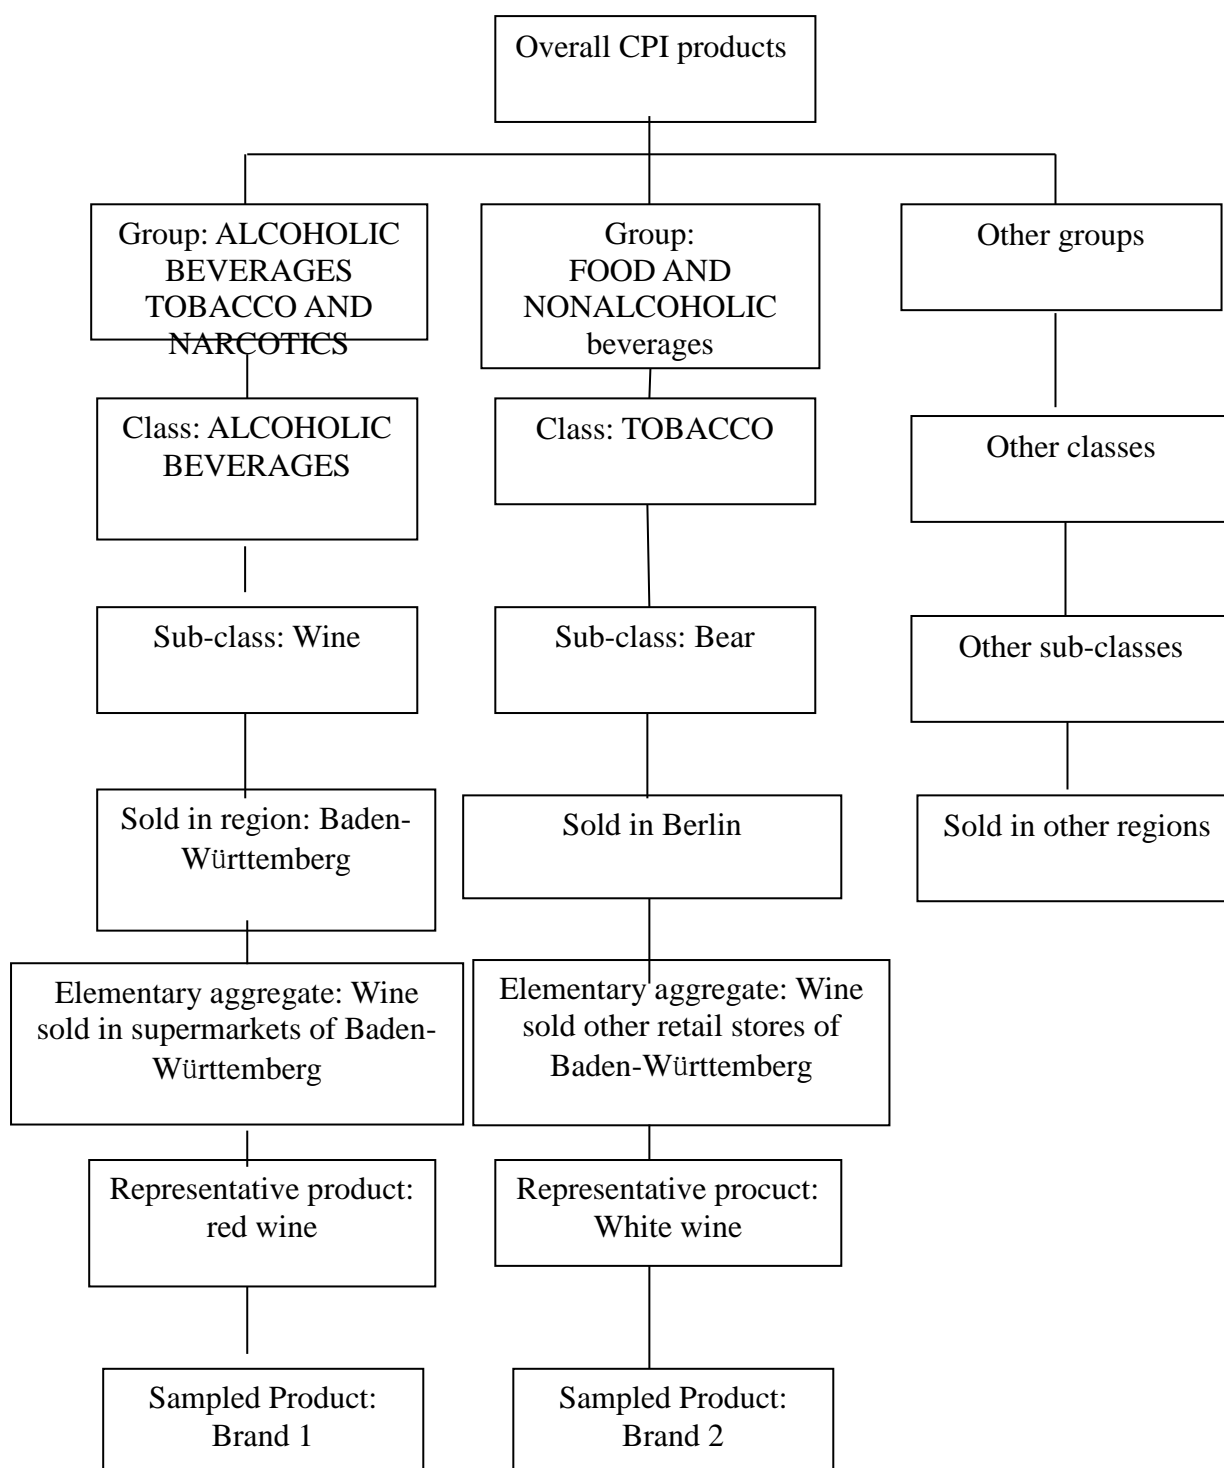 Overall CPI products
Group: ALCOHOLIC
BEVERAGES
TOBACCO AND
NARCOTICS
Group:
FOOD AND
NONALCOHOLIC
beverages
Other groups
Class: ALCOHOLIC
BEVERAGES
Class: TOBACCO
Other classes
Sub-class: Wine
Sub-class: Bear
Other sub-classes
Sold in region: Baden-
Württemberg
Sold in Berlin
Sold in other regions
Elementary aggregate: Wine
sold in supermarkets of Baden-
Württemberg
Elementary aggregate: Wine
sold other retail stores of
Baden-Württemberg
Representative product:
red wine
Representative procuct:
White wine
Sampled Product:
Brand 1
Sampled Product:
Brand 2